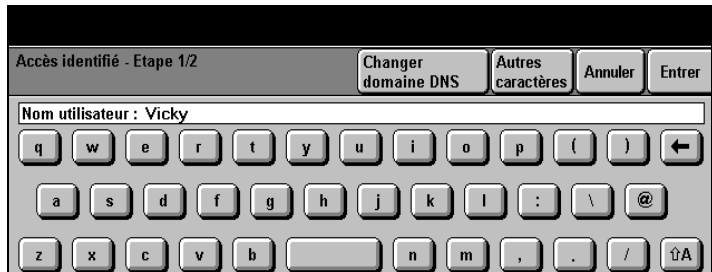 Accès identifié - Etape 1/2
Changer domaine DNS
Autres caractères
Annuler
Entrer
Nom utilisateur : Vicky
q w e r t y u i o p ( ) ←
a s d f g h j k l : \ @
z x c v b n m , . / ⇧A